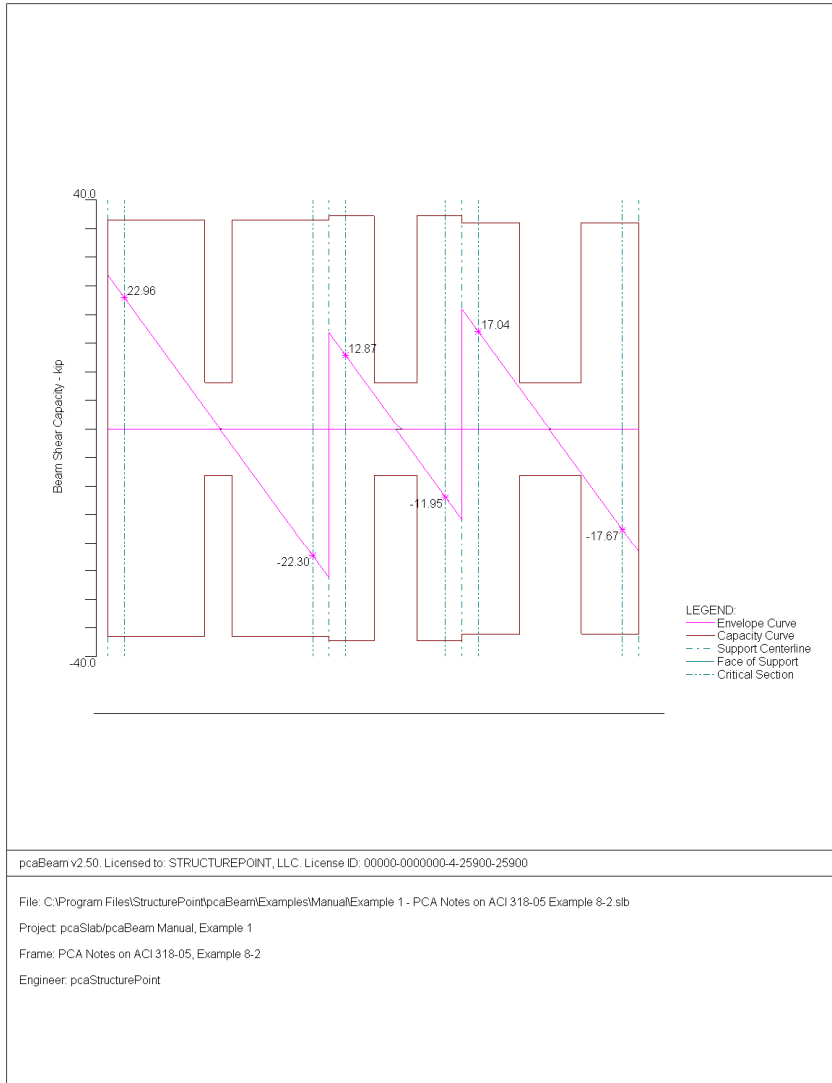 40.0
Beam Shear Capacity - kip
22.96
17.04
12.87
-11.95
-22.30
-17.67
-40.0
LEGEND:
Envelope Curve
Capacity Curve
Support Centerline
Face of Support
Critical Section
pcaBeam v2.50. Licensed to: STRUCTUREPOINT, LLC. License ID: 00000-0000000-4-25900-25900
File: C:\Program Files\StructurePoint\pcaBeam\Examples\Manual\Example 1 - PCA Notes on ACI 318-05 Example 8-2.slb
Project: pcaSlab/pcaBeam Manual, Example 1
Frame: PCA Notes on ACI 318-05, Example 8-2
Engineer: pcaStructurePoint